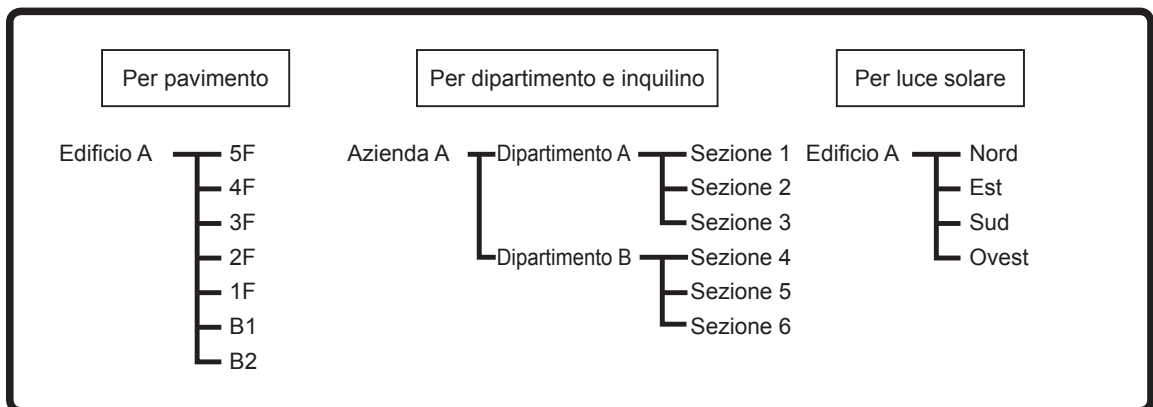 Per pavimento
Edificio A
5F
4F
3F
2F
1F
B1
B2
Per dipartimento e inquilino
Azienda A
Dipartimento A
Sezione 1
Sezione 2
Sezione 3
Dipartimento B
Sezione 4
Sezione 5
Sezione 6
Per luce solare
Edificio A
Nord
Est
Sud
Ovest